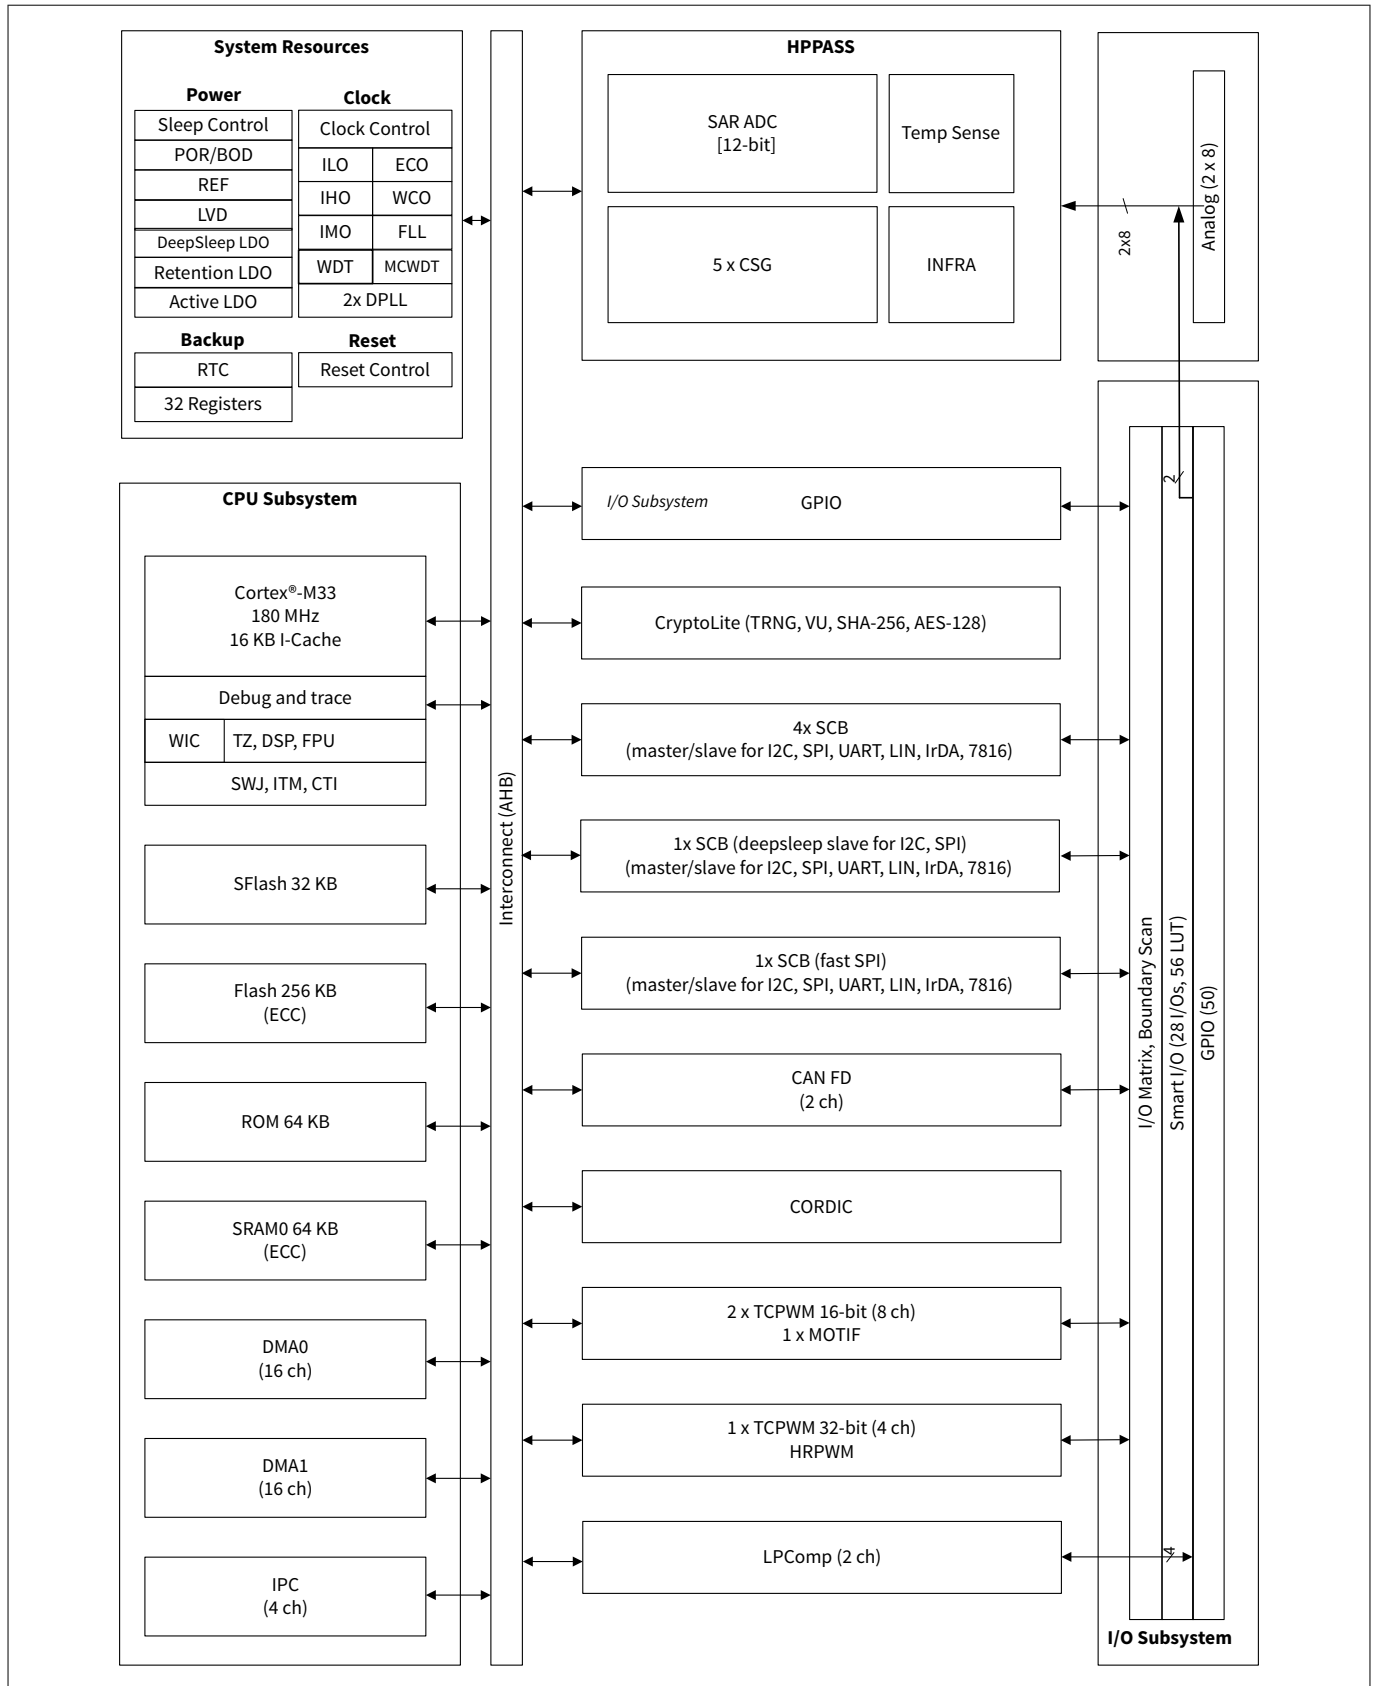 System Resources
Power
Sleep Control
POR/BOD
REF
LVD
DeepSleep LDO
Retention LDO
Active LDO
Clock
Clock Control
ILO
ECO
IHO
WCO
IMO
FLL
WDT
MCWDT
2x DPLL
Backup
RTC
32 Registers
Reset
Reset Control
CPU Subsystem
Cortex®-M33
180 MHz
16 KB I-Cache
Debug and trace
WIC
TZ, DSP, FPU
SWJ, ITM, CTI
SFlash 32 KB
Flash 256 KB
(ECC)
ROM 64 KB
SRAM0 64 KB
(ECC)
DMA0
(16 ch)
DMA1
(16 ch)
IPC
(4 ch)
Interconnect (AHB)
HPPASS
SAR ADC
[12-bit]
Temp Sense
5 x CSG
INFRA
I/O Subsystem
GPIO
CryptoLite (TRNG, VU, SHA-256, AES-128)
4x SCB
(master/slave for I2C, SPI, UART, LIN, IrDA, 7816)
1x SCB (deepsleep slave for I2C, SPI)
(master/slave for I2C, SPI, UART, LIN, IrDA, 7816)
1x SCB (fast SPI)
(master/slave for I2C, SPI, UART, LIN, IrDA, 7816)
CAN FD
(2 ch)
CORDIC
2 x TCPWM 16-bit (8 ch)
1 x MOTIF
1 x TCPWM 32-bit (4 ch)
HRPWM
LPComp (2 ch)
2x8
Analog (2 x 8)
2
I/O Matrix, Boundary Scan
Smart I/O (28 I/Os, 56 LUT)
GPIO (50)
4
I/O Subsystem